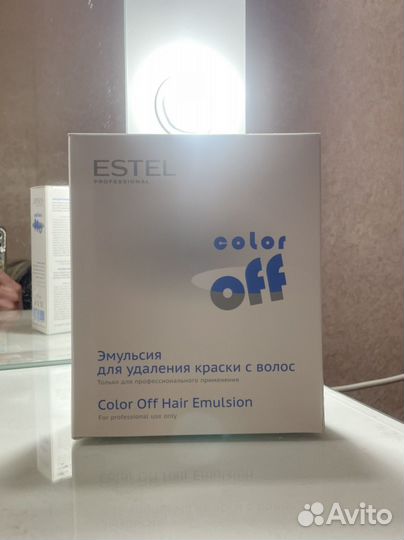 ESTEL
PROFESSIONAL
color
off
Эмульсия
для удаления краски с волос
Только для профессионального применения
Color Off Hair Emulsion
For professional use only
Avito